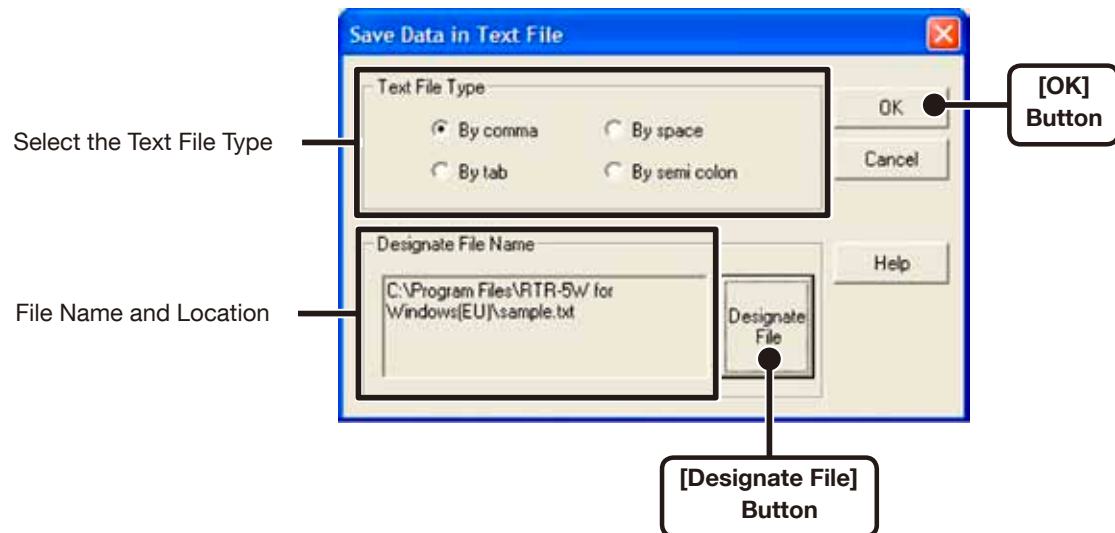 Save Data in Text File
Text File Type
By comma
By space
By tab
By semi colon
OK
Cancel
Help
[OK]
Button
Select the Text File Type
Designate File Name
C:\Program Files\RTR-5W for
Windows(EU)\sample.txt
Designate
File
File Name and Location
[Designate File]
Button